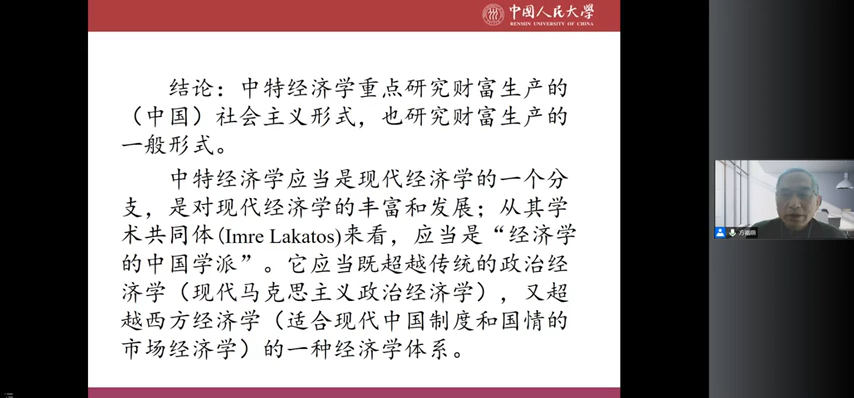 中国人民大学
RENMIN UNIVERSITY OF CHINA
结论：中特经济学重点研究财富生产的
（中国）社会主义形式，也研究财富生产的
一般形式。
中特经济学应当是现代经济学的一个分
支，是对现代经济学的丰富和发展；从其学
术共同体(Imre Lakatos)来看，应当是“经济学
的中国学派”。它应当既超越传统的政治经
济学（现代马克思主义政治经济学），又超
越西方经济学（适合现代中国制度和国情的
市场经济学）的一种经济学体系。